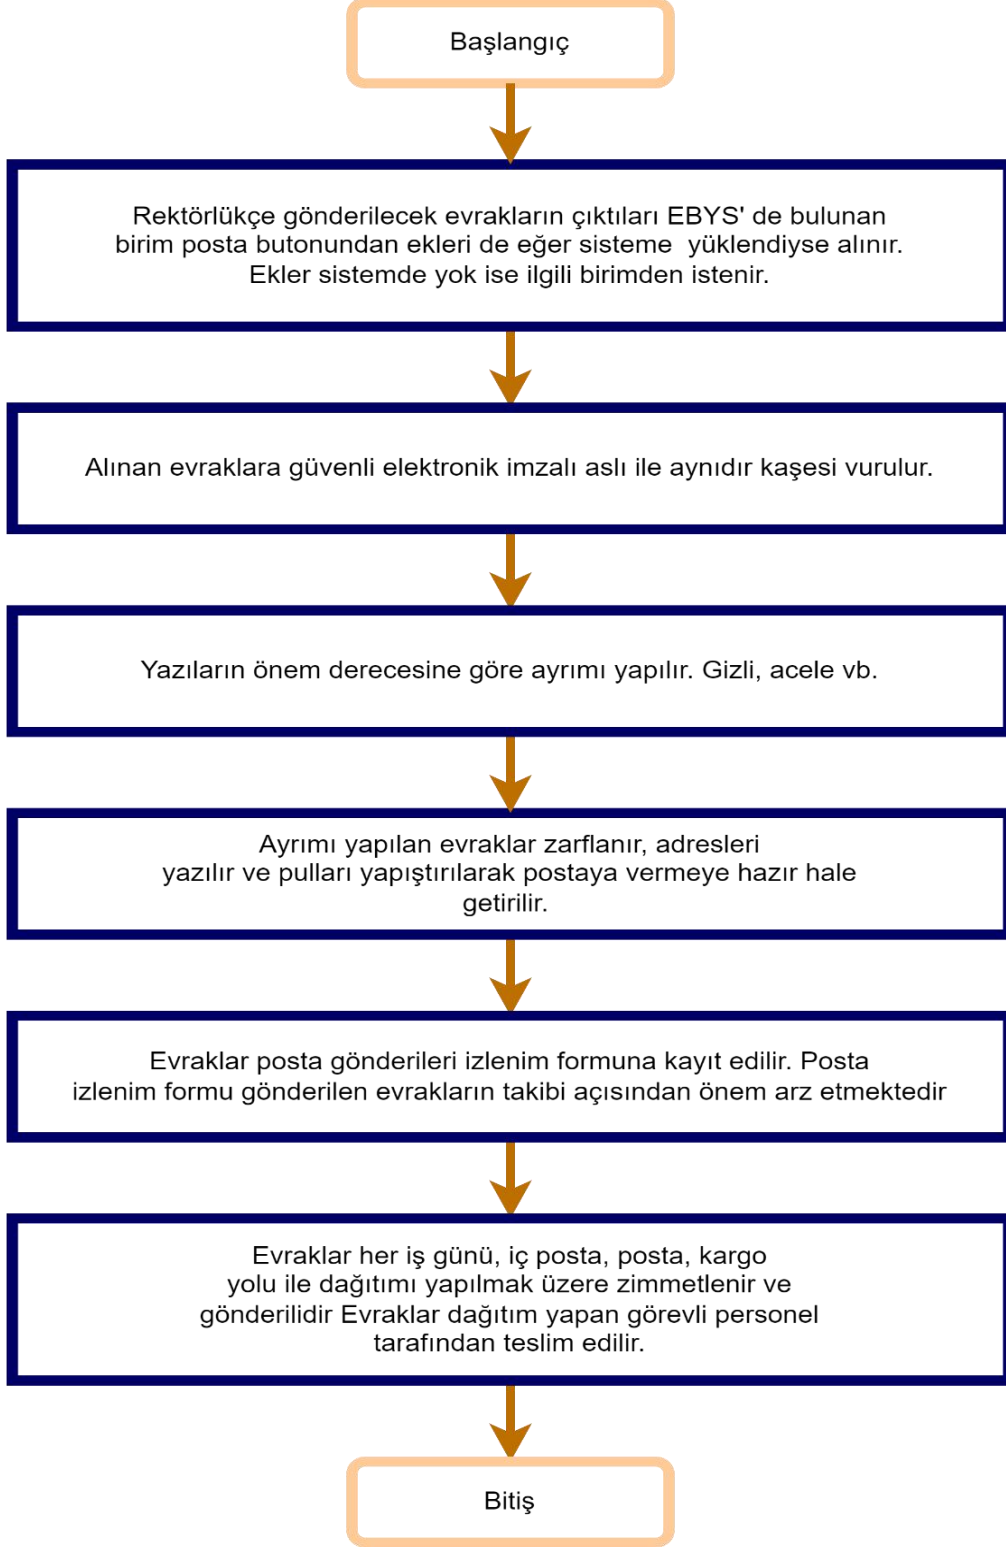 Başlangıç
Rektörlükçe gönderilecek evrakların çıktıları EBYS' de bulunan
birim posta butonundan ekleri de eğer sisteme yüklendiyse alınır.
Ekler sistemde yok ise ilgili birimden istenir.
Alınan evraklara güvenli elektronik imzalı aslı ile aynıdır kaşesi vurulur.
Yazıların önem derecesine göre ayrımı yapılır. Gizli, acele vb.
Ayrımı yapılan evraklar zarflanır, adresleri
yazılır ve pulları yapıştırılarak postaya vermeye hazır hale
getirilir.
Evraklar posta gönderileri izlenim formuna kayıt edilir. Posta
izlenim formu gönderilen evrakların takibi açısından önem arz etmektedir
Evraklar her iş günü, iç posta, posta, kargo
yolu ile dağıtımı yapılmak üzere zimmetlenir ve
gönderilidir Evraklar dağıtım yapan görevli personel
tarafından teslim edilir.
Bitiş